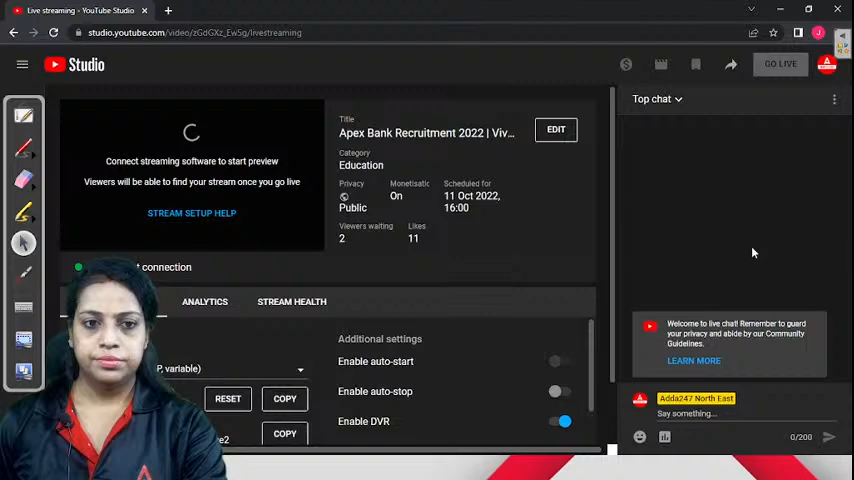 Live streaming - YouTube Studio
studio.youtube.com/video/zGdGXz_Ew5g/livestreaming
J
Studio
GO LIVE
Connect streaming software to start preview
Viewers will be able to find your stream once you go live
STREAM SETUP HELP
Title
Apex Bank Recruitment 2022 | Viv...
EDIT
Category
Education
Privacy
Monetisatic
Scheduled for
Public
On
11 Oct 2022,
16:00
Viewers waiting
Likes
2
11
connection
ANALYTICS
STREAM HEALTH
P, variable)
RESET
COPY
COPY
Additional settings
Enable auto-start
Enable auto-stop
Enable DVR
Top chat
Welcome to live chat! Remember to guard
your privacy and abide by our Community
Guidelines.
LEARN MORE
Adda247 North East
Say something...
0/200